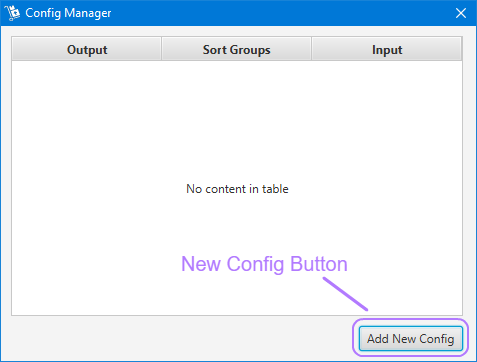 Config Manager
Output Sort Groups Input
No content in table
New Config Button
Add New Config